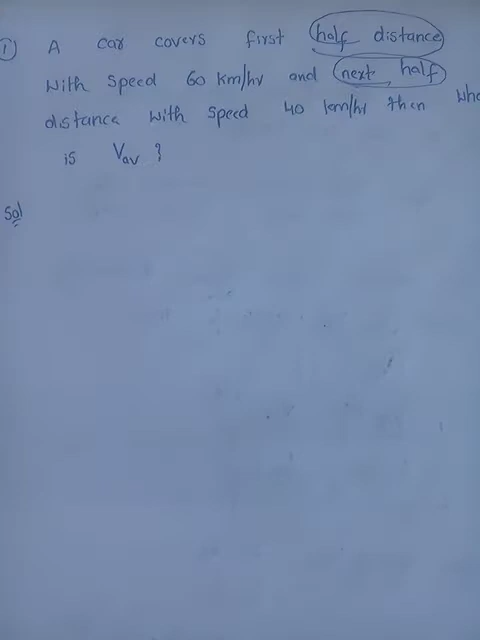 ① A car covers first half distance
with speed 60 km/hr and next half
distance with speed 40 km/hr then
is Vav ?
Sol